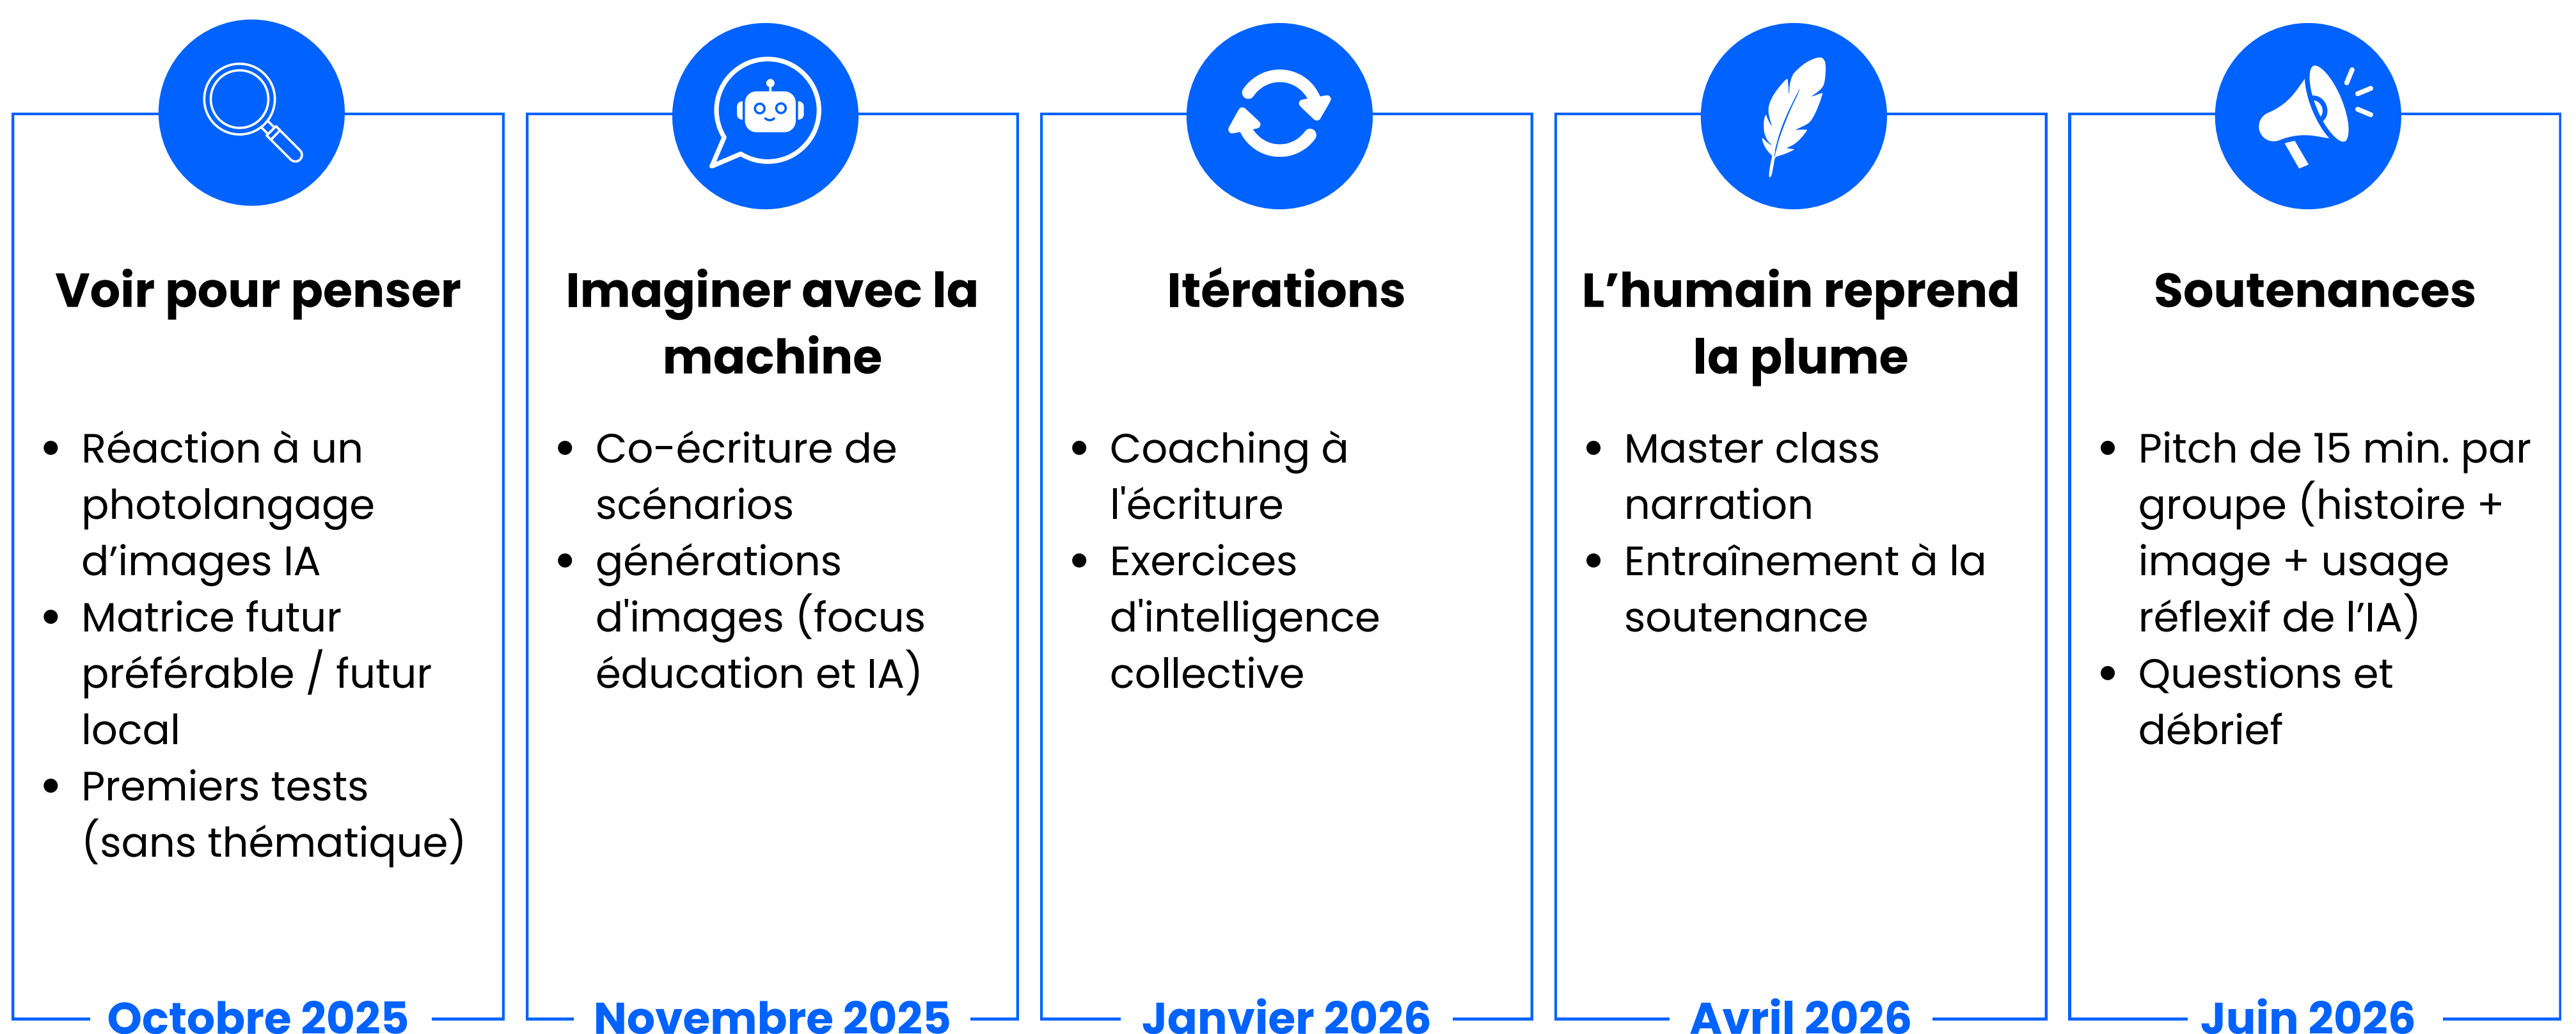 Voir pour penser
• Réaction à un
photolangage
d’images IA
• Matrice futur
préférable / futur
local
• Premiers tests
(sans thématique)
Octobre 2025
Imaginer avec la
machine
• Co-écriture de
scénarios
• générations
d'images (focus
éducation et IA)
Novembre 2025
Itérations
• Coaching à
l'écriture
• Exercices
d'intelligence
collective
Janvier 2026
L’humain reprend
la plume
• Master class
narration
• Entraînement à la
soutenance
Avril 2026
Soutenances
• Pitch de 15 min. par
groupe (histoire +
image + usage
réflexif de l’IA)
• Questions et
débrief
Juin 2026